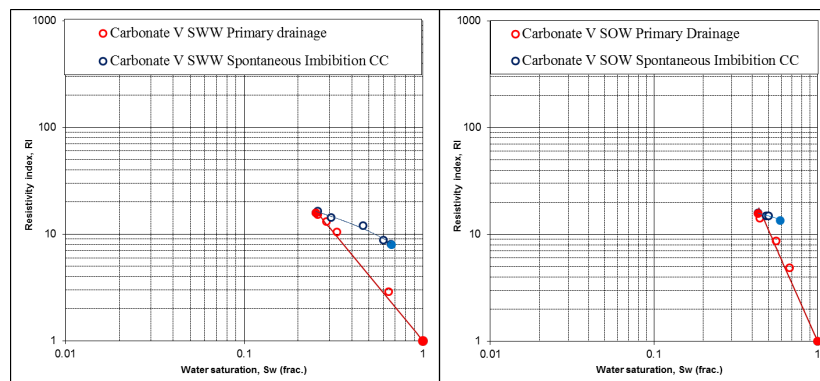 1000
Carbonate V SWW Primary drainage
Carbonate V SWW Spontaneous Imbibition CC
100
10
1
0.01
0.1
1
Resistivity index, RI
Water saturation, Sw (frac.)
1000
Carbonate V SOW Primary Drainage
Carbonate V SOW Spontaneous Imbibition CC
100
10
1
0.01
0.1
1
Resistivity index, RI
Water saturation, Sw (frac.)